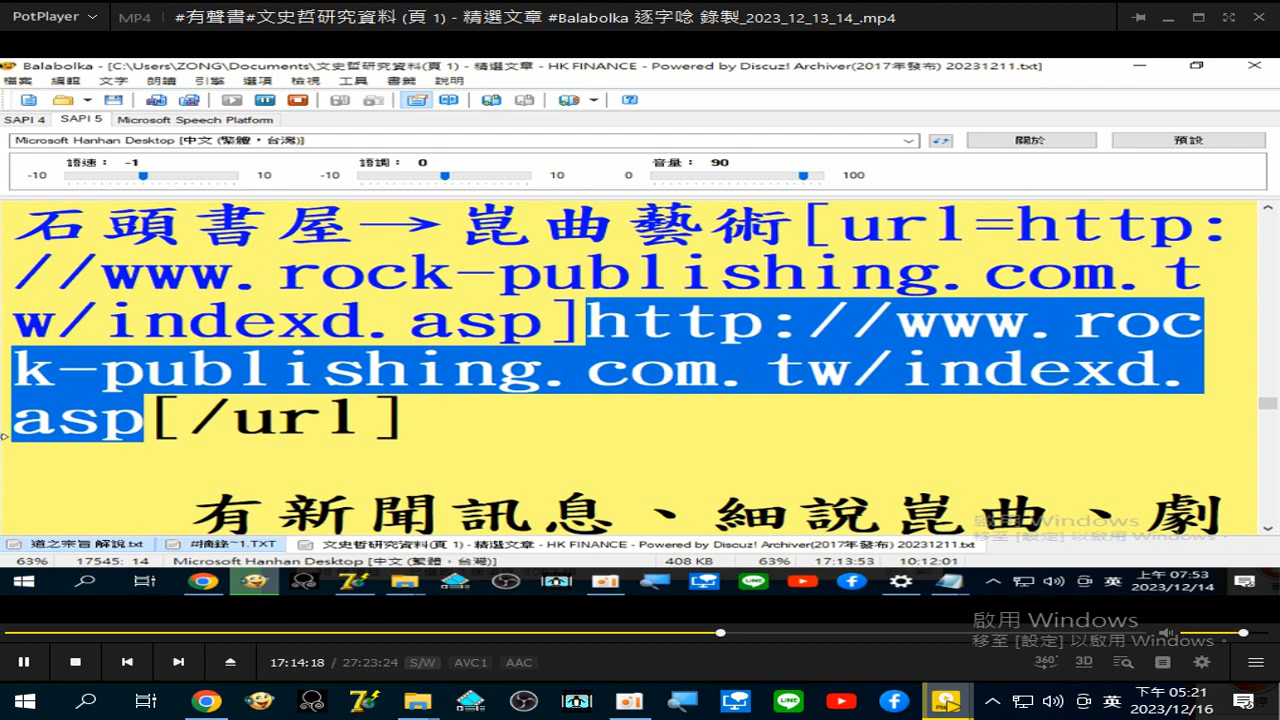 PotPlayer MP4 #有聲書#文史哲研究資料 (頁 1) - 精選文章 #Balabolka 逐字唸 錄製_2023_12_13_14_.mp4
Balabolka - [C:\Users\ZONG\Documents\文史哲研究資料(頁 1) - 精選文章 - HK FINANCE - Powered by Discuz! Archiver(2017年發布) 20231211.txt]
檔案 編輯 文字 朗讀 引擎 選項 檢視 工具 書籤 說明
SAPI 4 SAPI 5 Microsoft Speech Platform
Microsoft Hanhan Desktop [中文 (繁體，台灣)] 關於 預設
語速： -1 語調： 0 音量： 90
-10 10 -10 10 0 100
石頭書屋→崑曲藝術[url=http:
//www.rock-publishing.com.t
w/indexd.asp]http://www.roc
k-publishing.com.tw/indexd.
asp[/url]
有新聞訊息、細說崑曲、劇
啟用 Windows
移至 [設定] 以啟用 Windows。
道之宗旨 解說.txt #摘錄~1.TXT 文史哲研究資料(頁 1) - 精選文章 - HK FINANCE - Powered by Discuz! Archiver(2017年發布) 20231211.txt
63% 17545: 14 Microsoft Hanhan Desktop [中文 (繁體，台灣)] 408 KB 63% 17:13:53 10:12:01
英 上午 07:53
2023/12/14
啟用 Windows
移至 [設定] 以啟用 Windows。
17:14:18 / 27:23:24 S/W AVC1 AAC 360° 3D
英 下午 05:21
2023/12/16